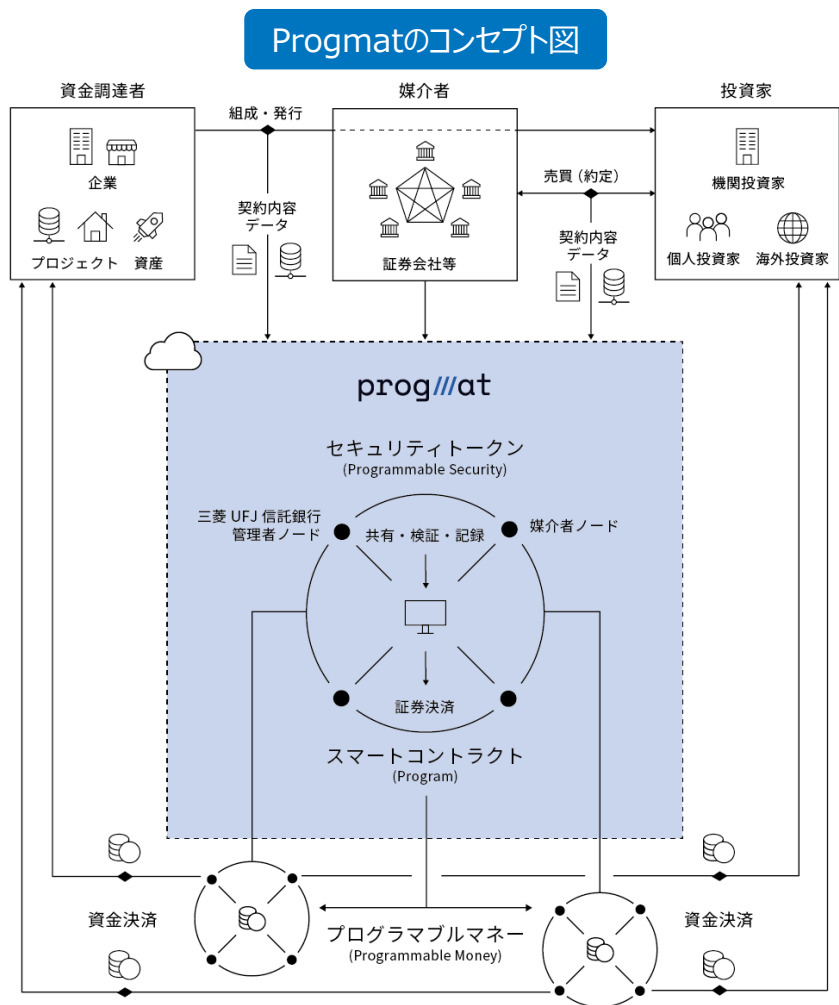 Progmatのコンセプト図
資金調達者
媒介者
投資家
組成・発行
企業
プロジェクト
資産
契約内容
データ
証券会社等
売買（約定）
契約内容
データ
機関投資家
個人投資家
海外投資家
progmat
セキュリティトークン
(Programmable Security)
三菱 UFJ 信託銀行
管理者ノード
共有・検証・記録
媒介者ノード
証券決済
スマートコントラクト
(Program)
資金決済
プログラマブルマネー
(Programmable Money)
資金決済